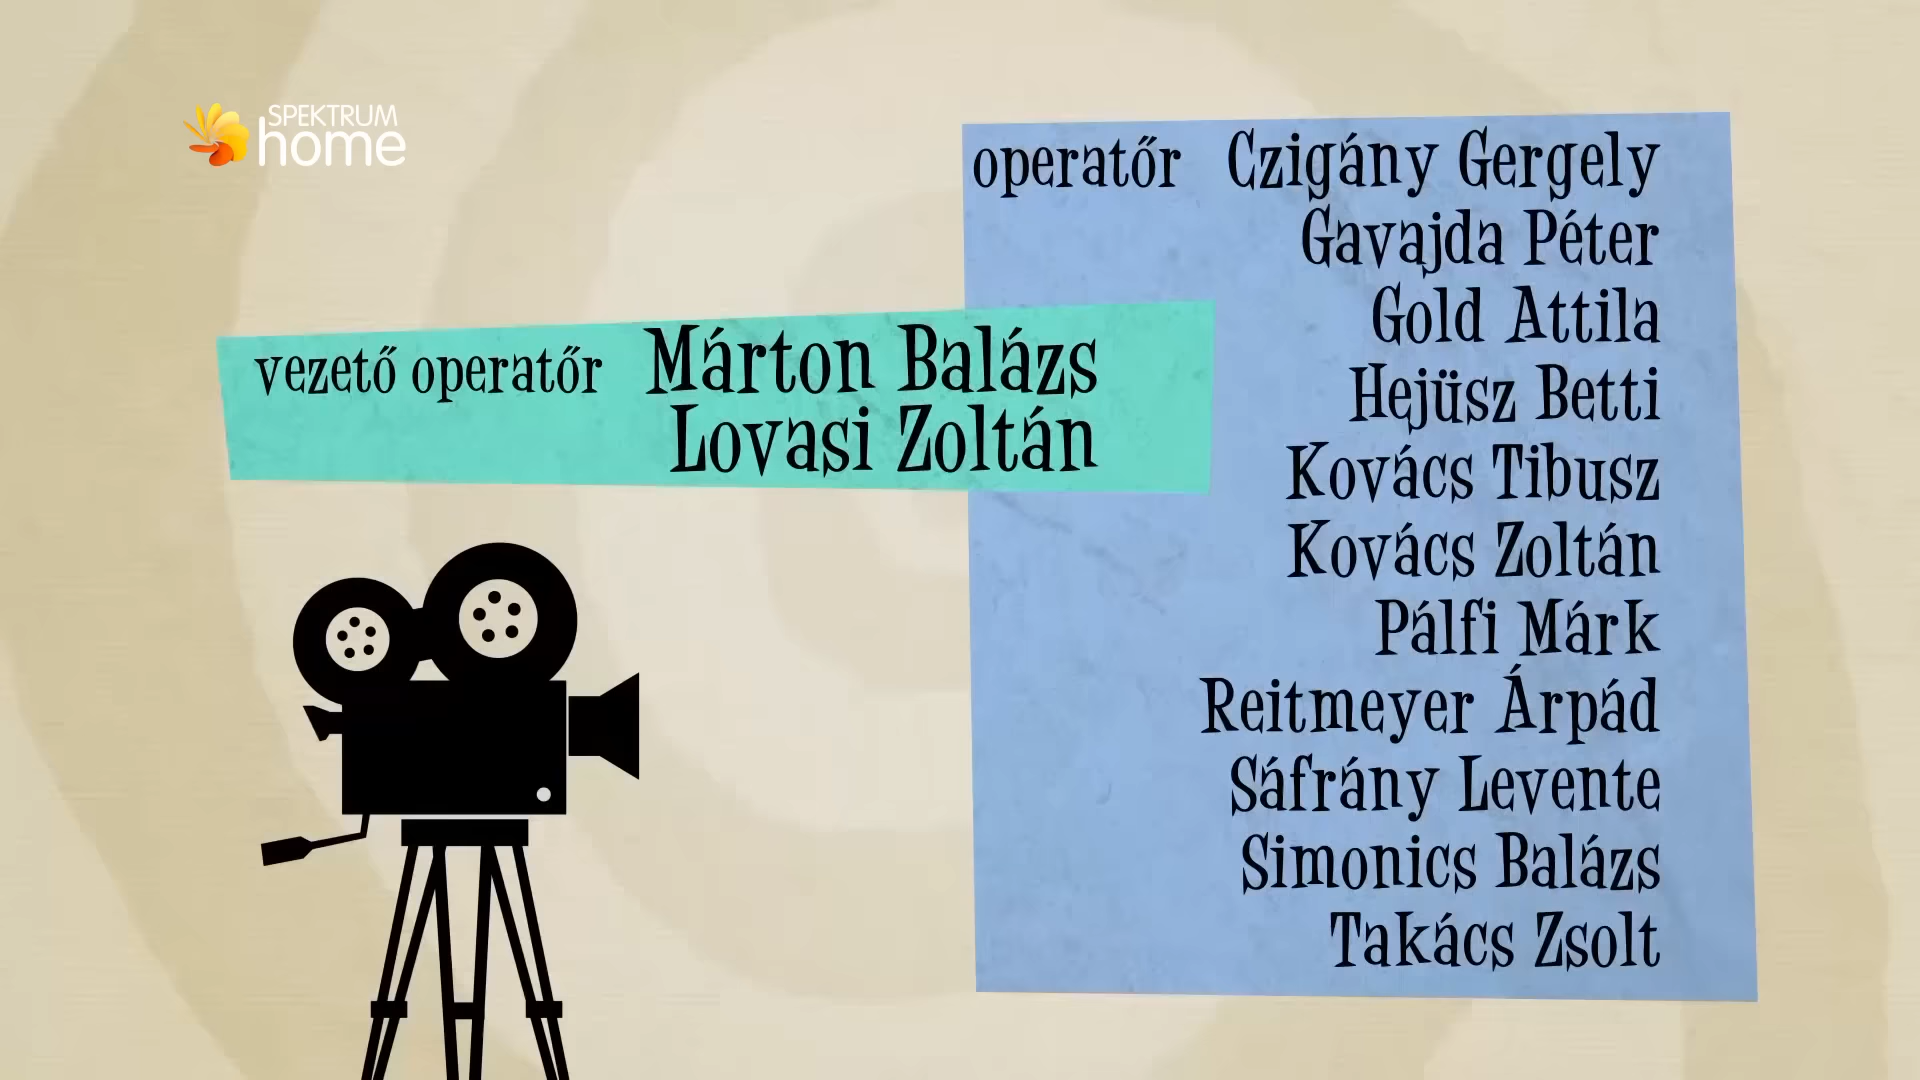 SPEKTRUM
home
vezető operatőr Márton Balázs
Lovasi Zoltán
operatőr Czigány Gergely
Gavajda Péter
Gold Attila
Hejüsz Betti
Kovács Tibusz
Kovács Zoltán
Pálfi Márk
Reitmeyer Árpád
Sáfrány Levente
Simonics Balázs
Takács Zsolt